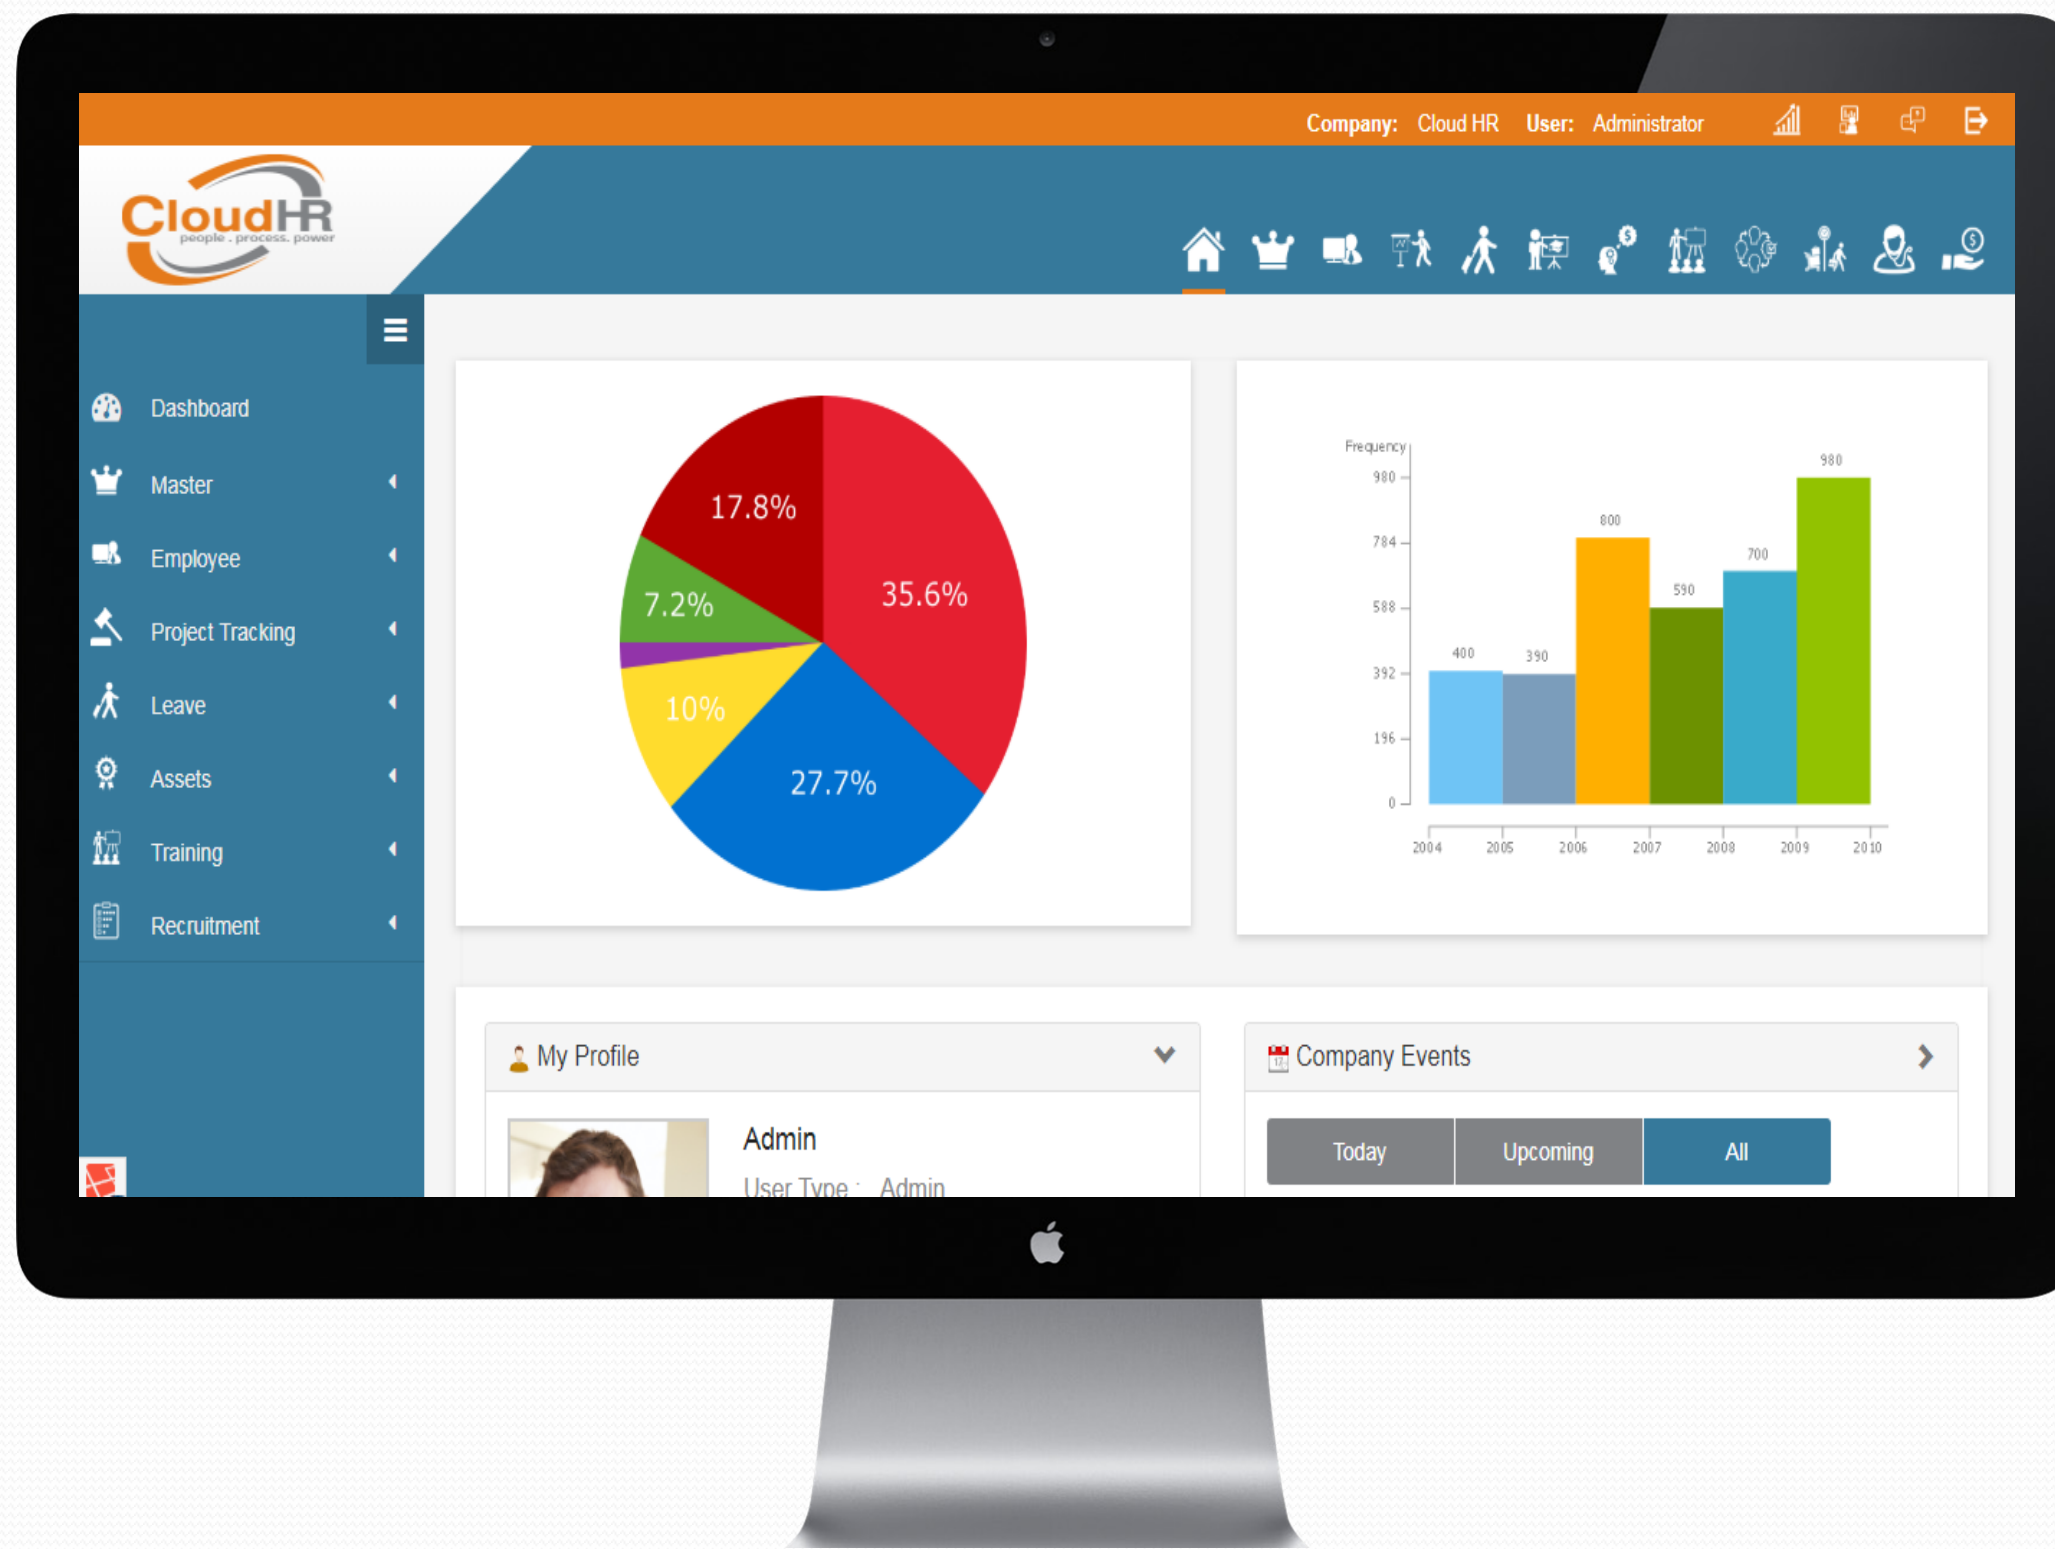 Company: Cloud HR User: Administrator
CloudHR
people . process. power
Dashboard
Master
Employee
Project Tracking
Leave
Assets
Training
Recruitment
17.8%
35.6%
7.2%
10%
27.7%
Frequency
980
980
800
784
700
590
588
400
390
392
196
0
2004 2005 2006 2007 2008 2009 2010
My Profile
Admin
User Type : Admin
Company Events
Today Upcoming All